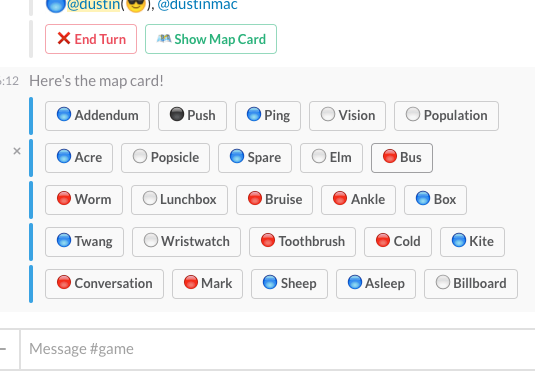 @dustin(😎), @dustinmac
End Turn Show Map Card
:12 Here's the map card!
Addendum Push Ping Vision Population
× Acre Popsicle Spare Elm Bus
Worm Lunchbox Bruise Ankle Box
Twang Wristwatch Toothbrush Cold Kite
Conversation Mark Sheep Asleep Billboard
Message #game